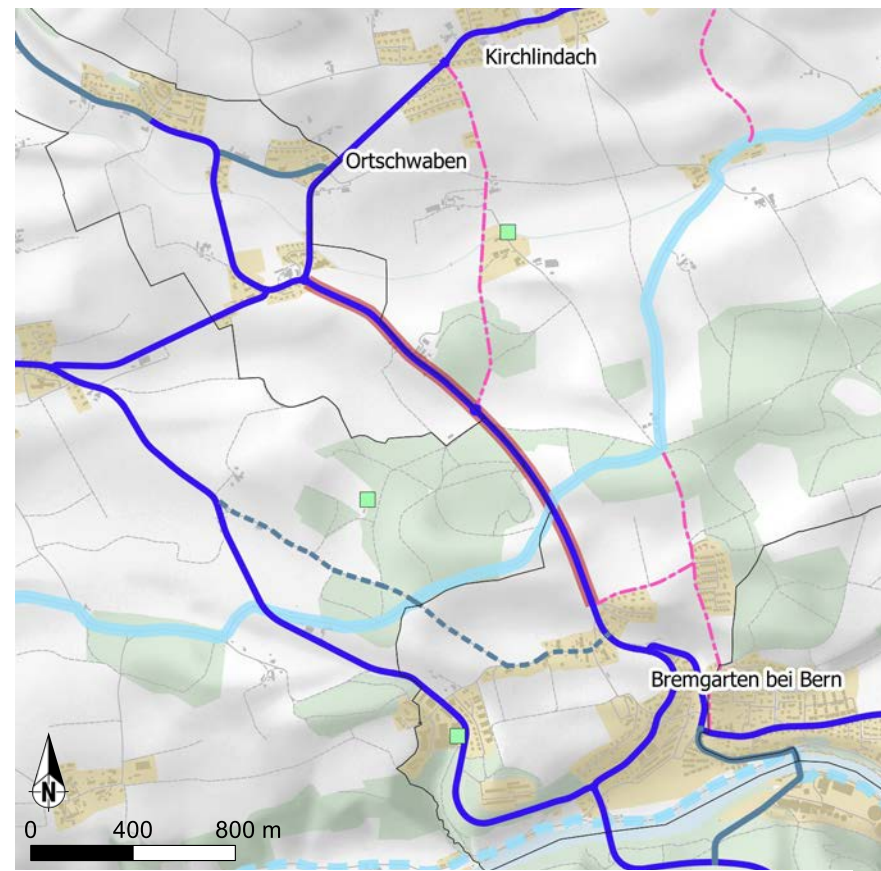 Kirchlindach
Ortschwaben
Bremgarten bei Bern
N
0 400 800 m